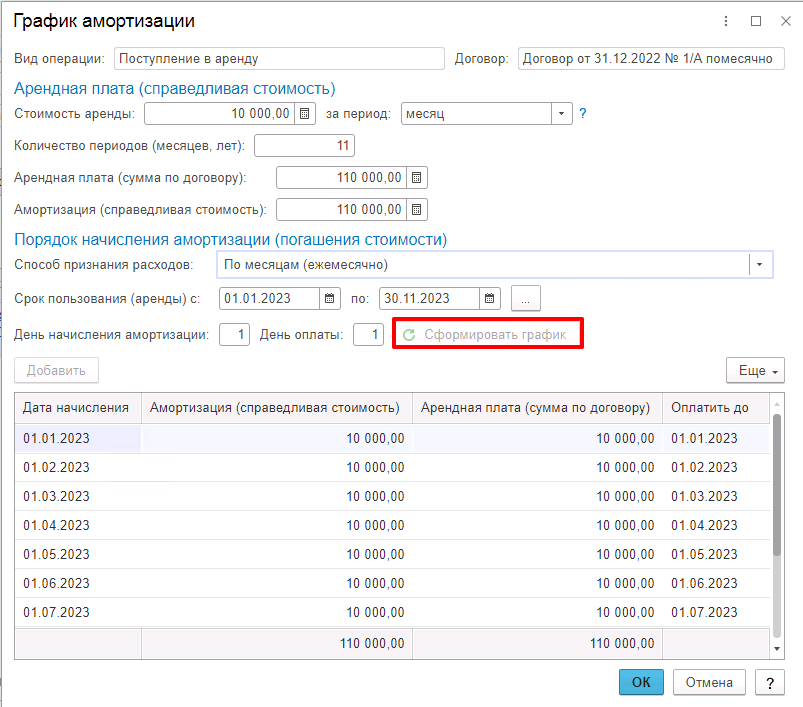 График амортизации
Вид операции: Поступление в аренду Договор: Договор от 31.12.2022 № 1/А помесячно
Арендная плата (справедливая стоимость)
Стоимость аренды: 10 000,00 за период: месяц ?
Количество периодов (месяцев, лет): 11
Арендная плата (сумма по договору): 110 000,00
Амортизация (справедливая стоимость): 110 000,00
Порядок начисления амортизации (погашения стоимости)
Способ признания расходов: По месяцам (ежемесячно)
Срок пользования (аренды) с: 01.01.2023 по: 30.11.2023 ...
День начисления амортизации: 1 День оплаты: 1 Сформировать график
Добавить Еще
Дата начисления Амортизация (справедливая стоимость) Арендная плата (сумма по договору) Оплатить до
01.01.2023 10 000,00 10 000,00 01.01.2023
01.02.2023 10 000,00 10 000,00 01.02.2023
01.03.2023 10 000,00 10 000,00 01.03.2023
01.04.2023 10 000,00 10 000,00 01.04.2023
01.05.2023 10 000,00 10 000,00 01.05.2023
01.06.2023 10 000,00 10 000,00 01.06.2023
01.07.2023 10 000,00 10 000,00 01.07.2023
110 000,00 110 000,00
ОК Отмена ?